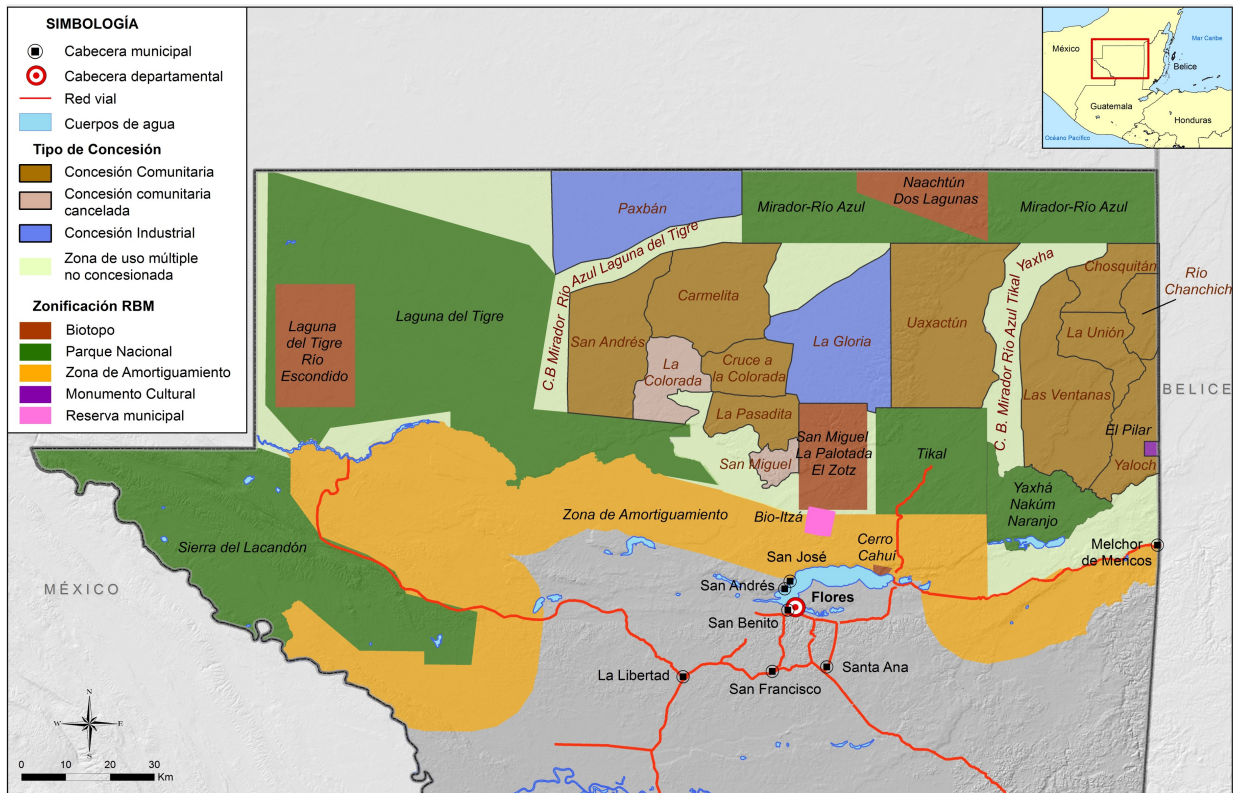 SIMBOLOGÍA
Cabecera municipal
Cabecera departamental
Red vial
Cuerpos de agua
Tipo de Concesión
Concesión Comunitaria
Concesión comunitaria
cancelada
Concesión Industrial
Zona de uso múltiple
no concesionada
Zonificación RBM
Biotopo
Parque Nacional
Zona de Amortiguamiento
Monumento Cultural
Reserva municipal
México
Mar Caribe
Belice
Guatemala
Honduras
Océano Pacífico
Paxbán
Mirador-Río Azul
Naachtún
Dos Lagunas
Mirador-Río Azul
C.B Mirador Río Azul Laguna del Tigre
Laguna
del Tigre
Río
Escondido
Laguna del Tigre
San Andrés
Carmelita
La
Colorada
Cruce a
la Colorada
La Pasadita
San Miguel
La Gloria
Uaxactún
C. B. Mirador Río Azul Tikal Yaxha
Chosquitán
Río
Chanchich
La Unión
Las Ventanas
El Pilar
Yaloch
BELICE
San Miguel
La Palotada
El Zotz
Tikal
Yaxhá
Nakúm
Naranjo
Zona de Amortiguamiento
Bio-Itzá
Cerro
Cahuí
Melchor
de Mencos
Sierra del Lacandón
MÉXICO
San José
San Andrés
Flores
San Benito
La Libertad
San Francisco
Santa Ana
N
W
E
S
0 10 20 30
Km